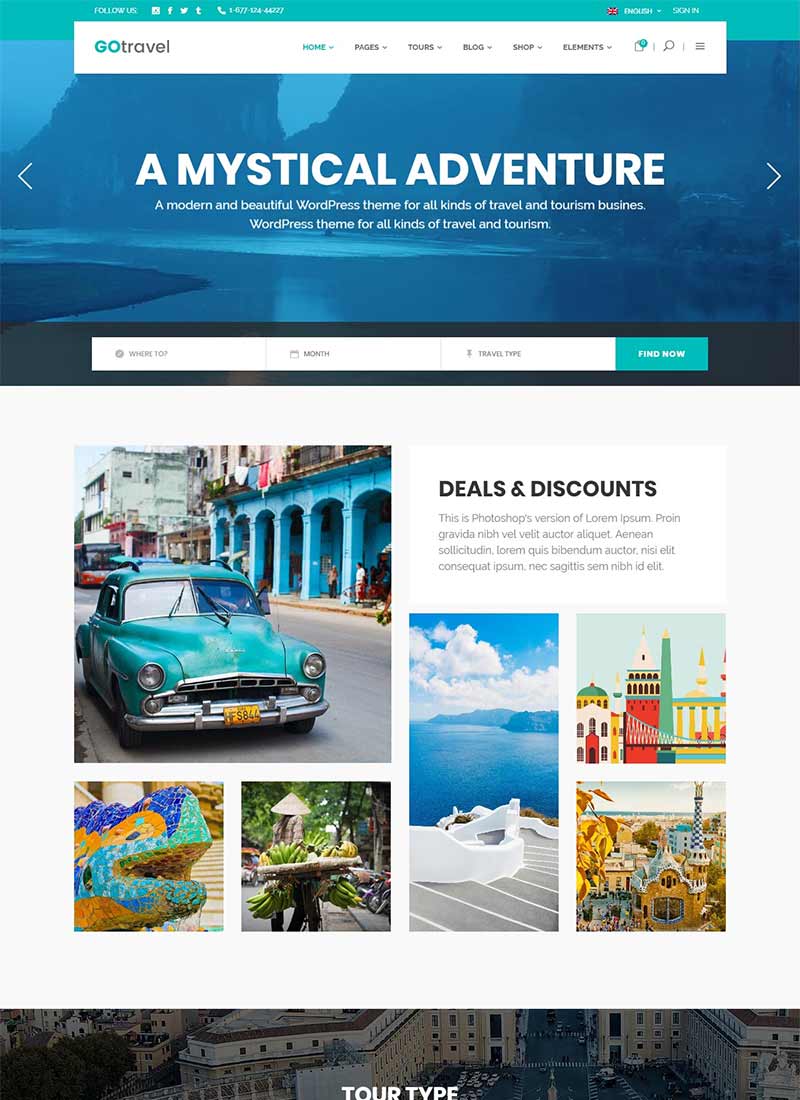 FOLLOW US:
1-677-124-44227
ENGLISH
SIGN IN
GOtravel
HOME
PAGES
TOURS
BLOG
SHOP
ELEMENTS
0
A MYSTICAL ADVENTURE
A modern and beautiful WordPress theme for all kinds of travel and tourism busines.
WordPress theme for all kinds of travel and tourism.
WHERE TO?
MONTH
TRAVEL TYPE
FIND NOW
DEALS & DISCOUNTS
This is Photoshop's version of Lorem Ipsum. Proin
gravida nibh vel velit auctor aliquet. Aenean
sollicitudin, lorem quis bibendum auctor, nisi elit
consequat ipsum, nec sagittis sem nibh id elit.
TOUR TYPE